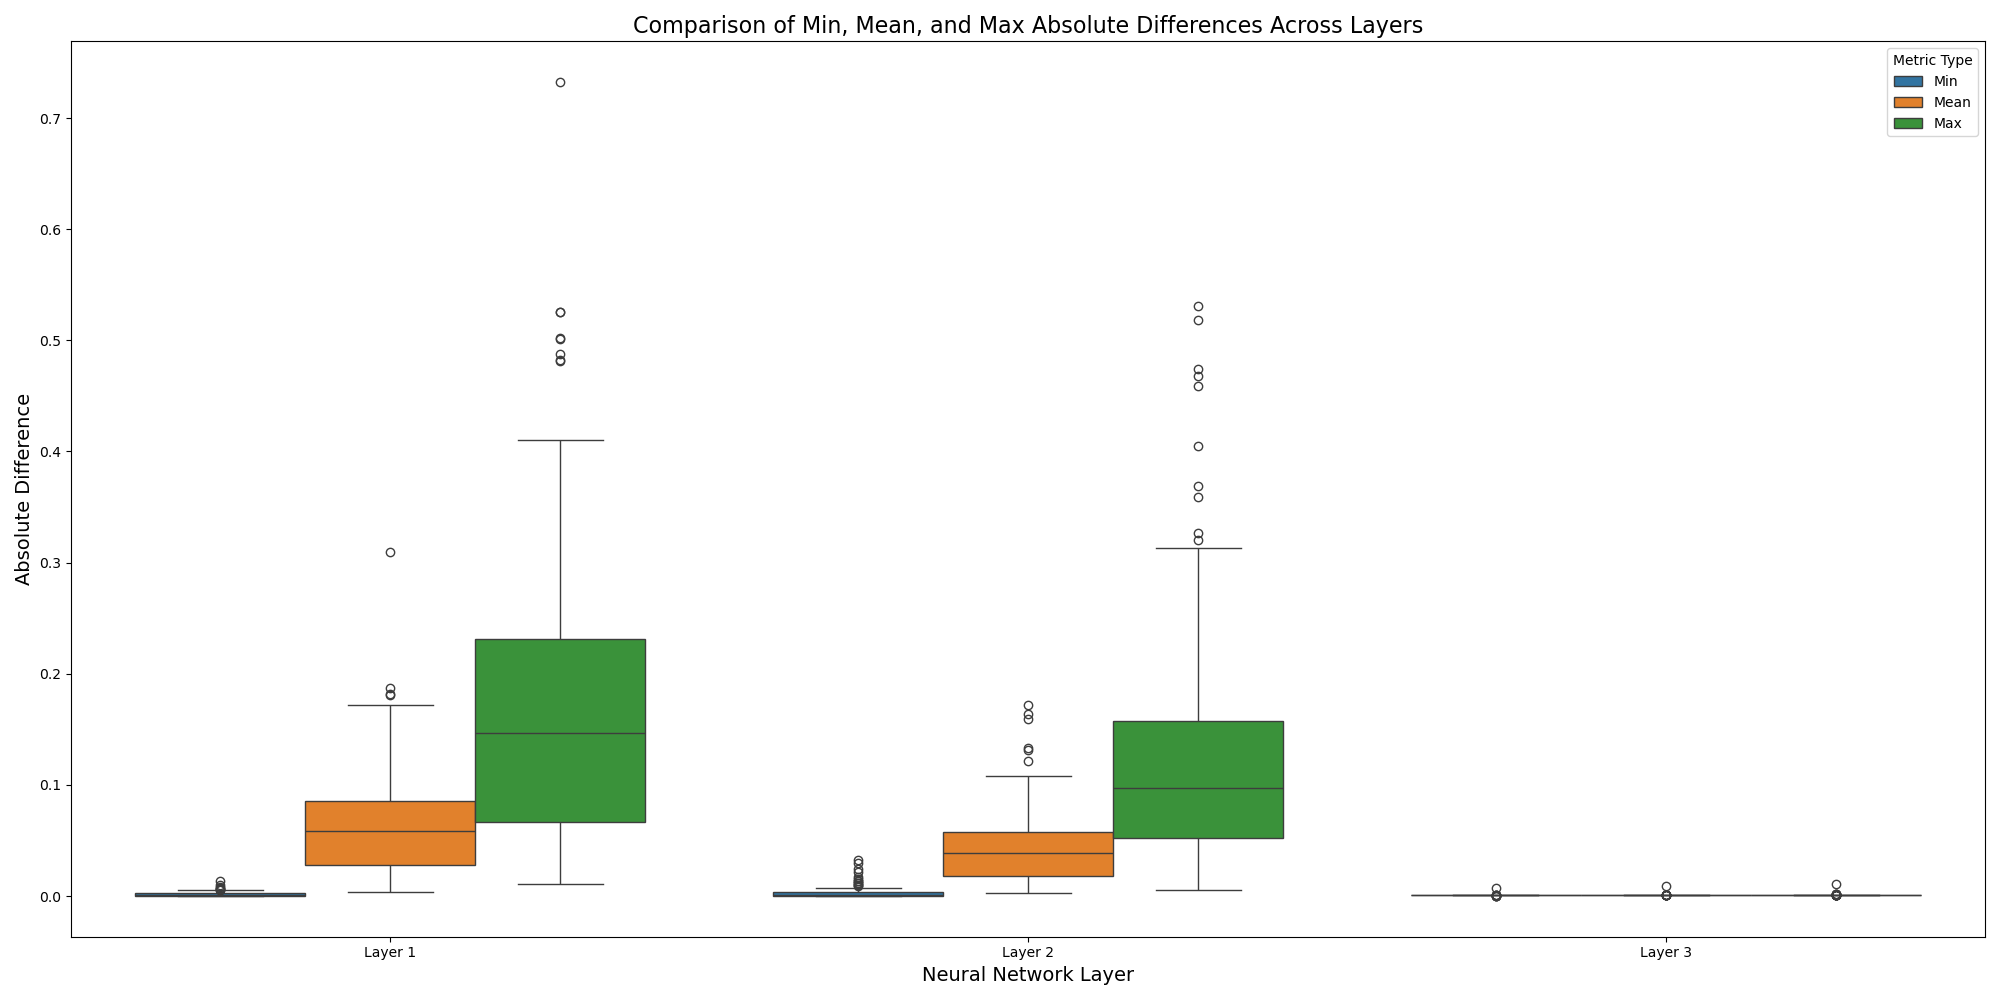 Comparison of Min, Mean, and Max Absolute Differences Across Layers
Metric Type
Min
Mean
Max
Absolute Difference
0.7
0.6
0.5
0.4
0.3
0.2
0.1
0.0
Layer 1
Layer 2
Layer 3
Neural Network Layer